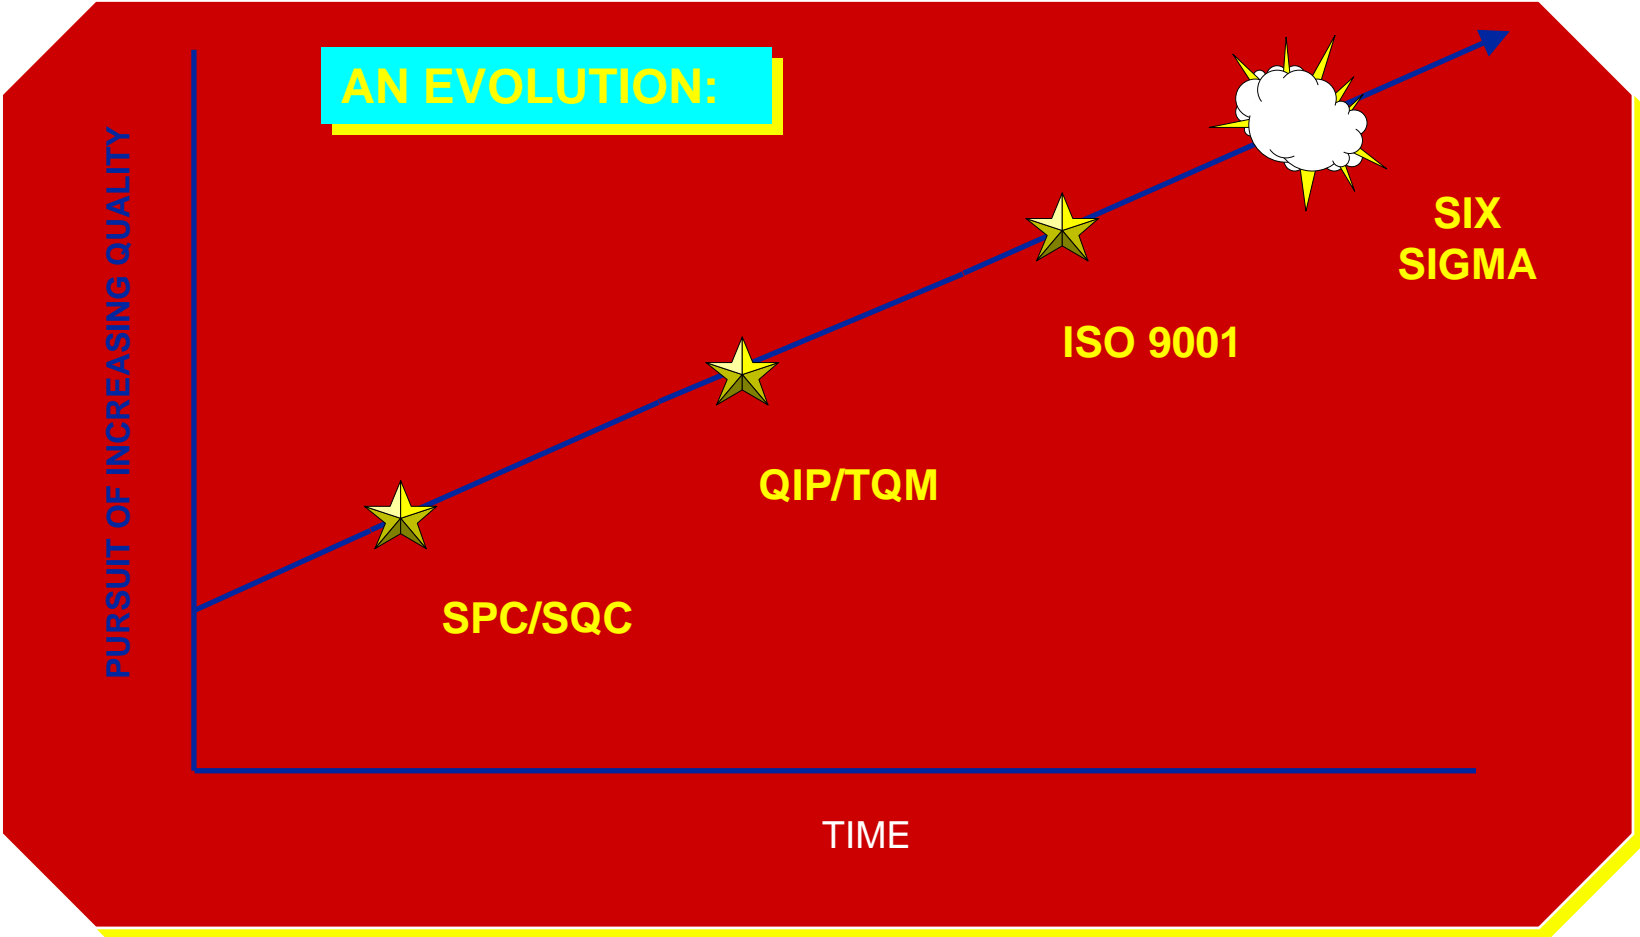 AN EVOLUTION:
PURSUIT OF INCREASING QUALITY
SIX
SIGMA
ISO 9001
QIP/TQM
SPC/SQC
TIME